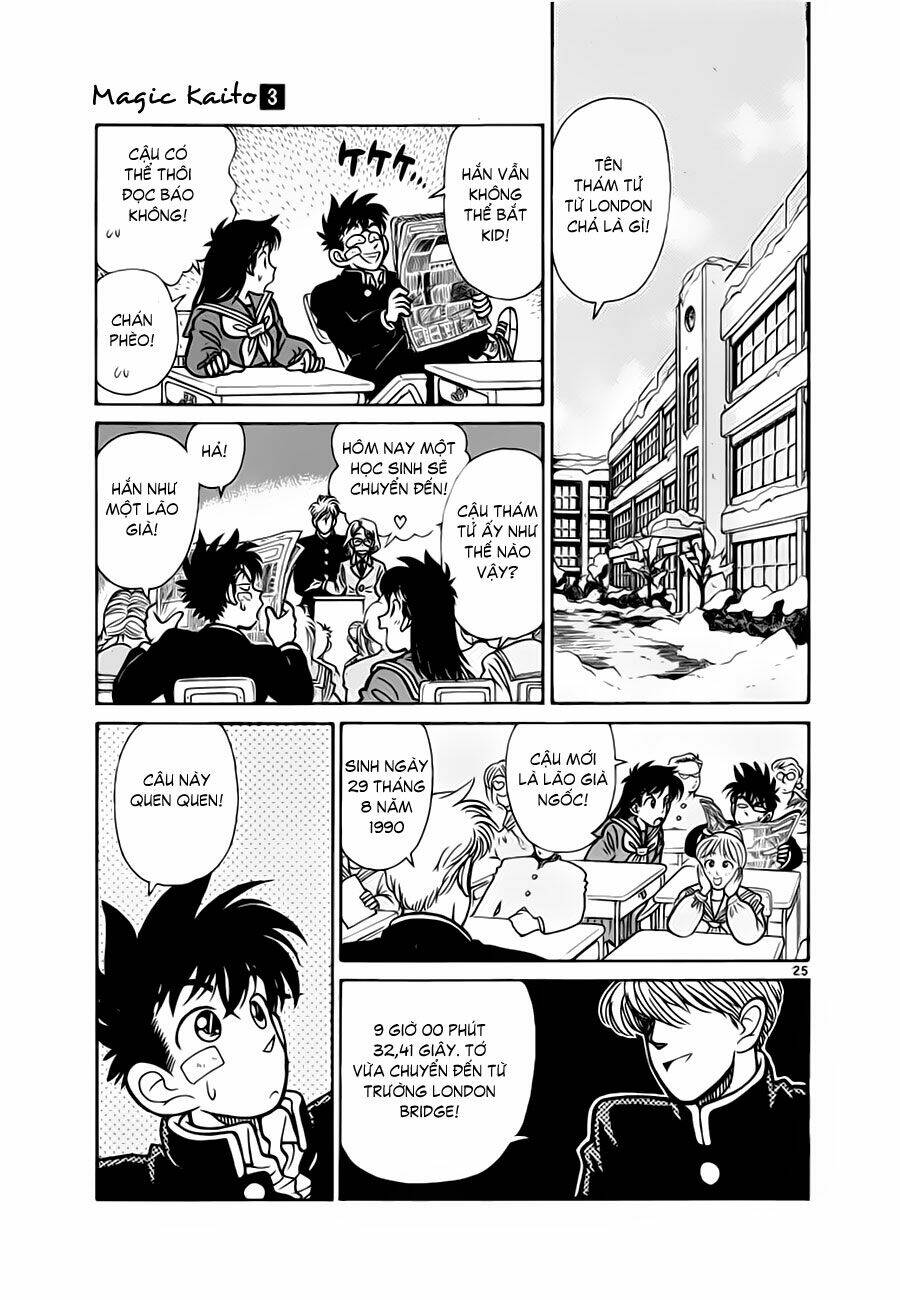 Magic Kaito 3
TÊN
THÁM TỬ
TỪ LONDON
CHẢ LÀ GÌ!
HẮN VẪN
KHÔNG
THỂ BẮT
KID!
ケケケ...
CẬU CÓ
THỂ THÔI
ĐỌC BÁO
KHÔNG!
CHÁN
PHÈO!
HÔM NAY MỘT
HỌC SINH SẼ
CHUYỂN ĐẾN!
CẬU THÁM
TỬ ẤY NHƯ
THẾ NÀO
VẬY?
HẢ!
HẮN NHƯ
MỘT LÃO
GIÀ!
CẬU MỚI
LÀ LÃO GIÀ
NGỐC!
SINH NGÀY
29 THÁNG
8 NĂM
1990
CÂU NÀY
QUEN QUEN!
25
9 GIỜ 00 PHÚT
32,41 GIÂY. TỚ
VỪA CHUYỂN ĐẾN TỪ
TRƯỜNG LONDON
BRIDGE!